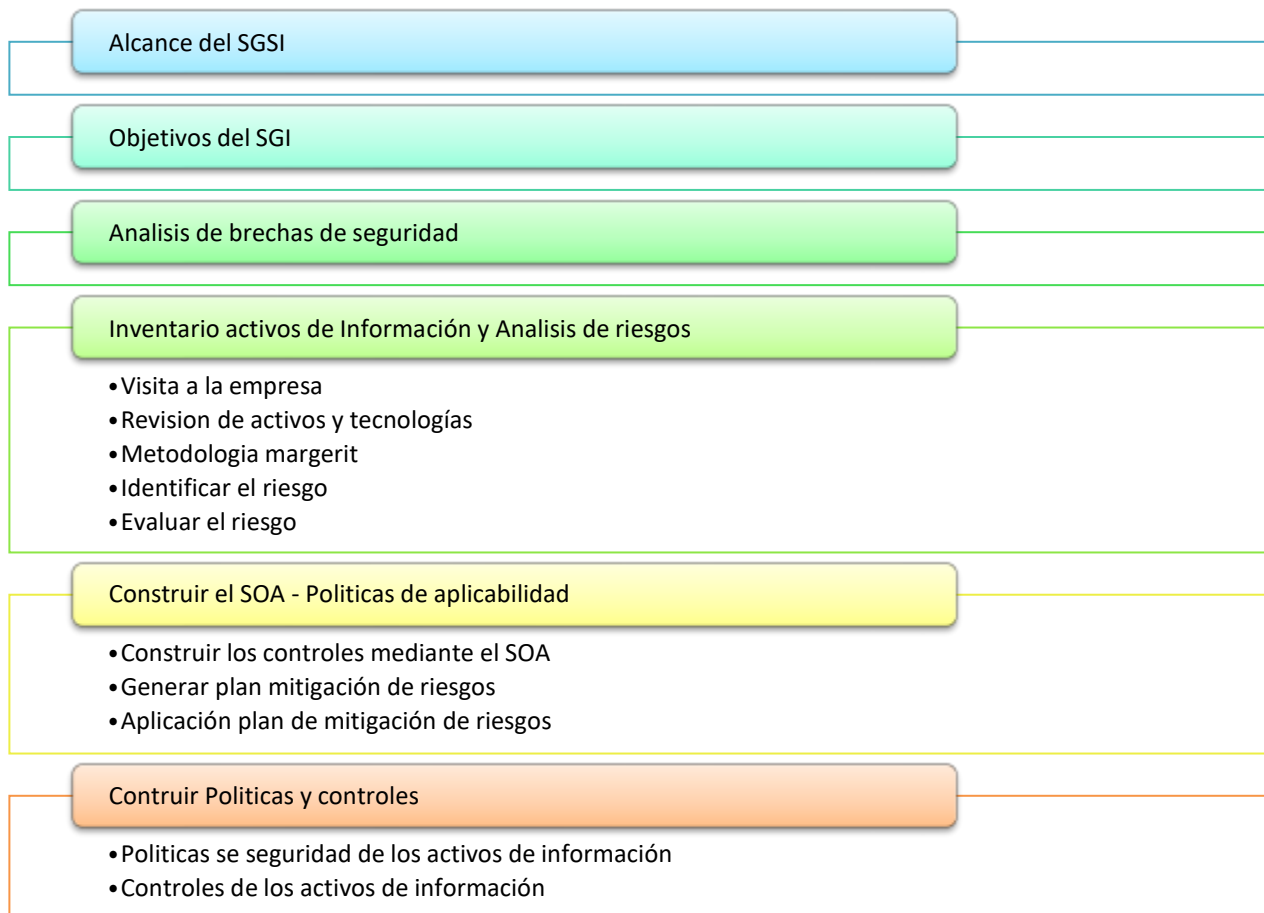 Alcance del SGSI
Objetivos del SGI
Analisis de brechas de seguridad
Inventario activos de Información y Analisis de riesgos
•Visita a la empresa
•Revision de activos y tecnologías
•Metodologia margerit
•Identificar el riesgo
•Evaluar el riesgo
Construir el SOA - Politicas de aplicabilidad
•Construir los controles mediante el SOA
•Generar plan mitigación de riesgos
•Aplicación plan de mitigación de riesgos
Contruir Politicas y controles
•Politicas se seguridad de los activos de información
•Controles de los activos de información